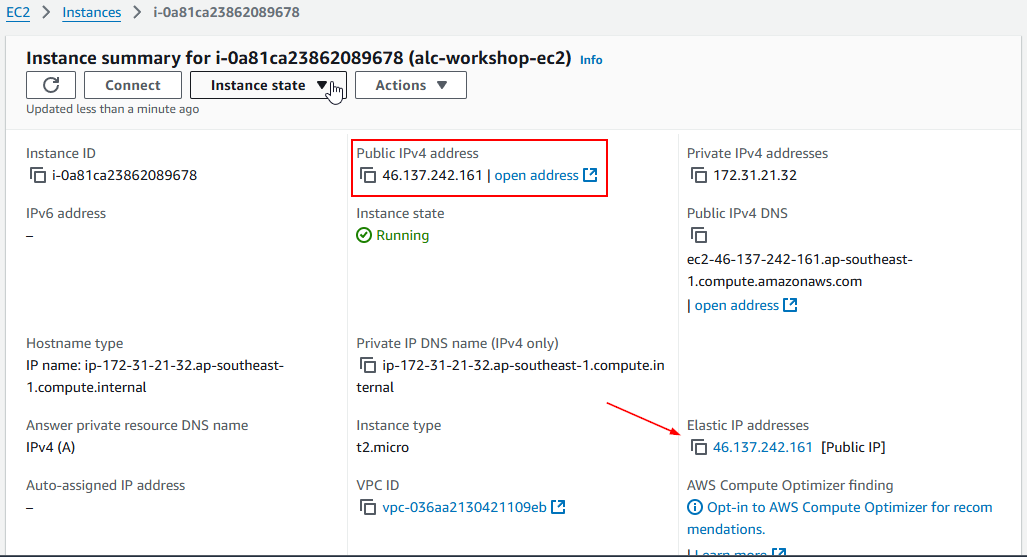 EC2 > Instances > i-0a81ca23862089678
Instance summary for i-0a81ca23862089678 (alc-workshop-ec2) Info
Connect
Instance state
Actions
Updated less than a minute ago
Instance ID
i-0a81ca23862089678
Public IPv4 address
46.137.242.161 | open address
Private IPv4 addresses
172.31.21.32
IPv6 address
–
Instance state
Running
Public IPv4 DNS
ec2-46-137-242-161.ap-southeast-
1.compute.amazonaws.com
| open address
Hostname type
IP name: ip-172-31-21-32.ap-southeast-
1.compute.internal
Private IP DNS name (IPv4 only)
ip-172-31-21-32.ap-southeast-1.compute.in
ternal
Answer private resource DNS name
IPv4 (A)
Instance type
t2.micro
Elastic IP addresses
46.137.242.161 [Public IP]
Auto-assigned IP address
–
VPC ID
vpc-036aa2130421109eb
AWS Compute Optimizer finding
Opt-in to AWS Compute Optimizer for recom
mendations.
| Learn more